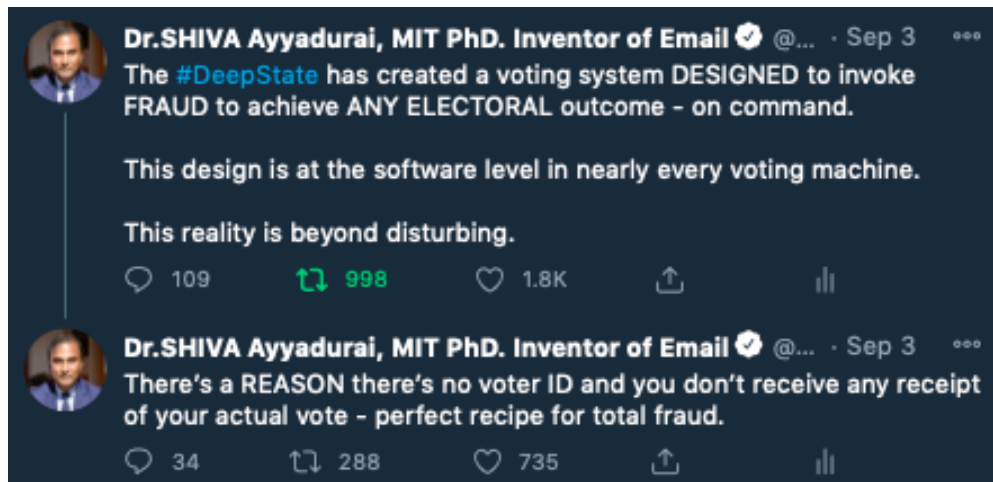 Dr.SHIVA Ayyadurai, MIT PhD. Inventor of Email @... · Sep 3
The #DeepState has created a voting system DESIGNED to invoke
FRAUD to achieve ANY ELECTORAL outcome - on command.
This design is at the software level in nearly every voting machine.
This reality is beyond disturbing.
109 998 1.8K
Dr.SHIVA Ayyadurai, MIT PhD. Inventor of Email @... · Sep 3
There's a REASON there's no voter ID and you don't receive any receipt
of your actual vote - perfect recipe for total fraud.
34 288 735